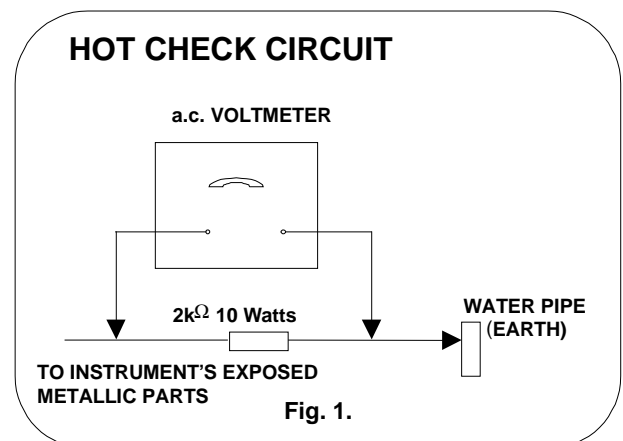 HOT CHECK CIRCUIT
a.c. VOLTMETER
2kΩ 10 Watts
WATER PIPE
(EARTH)
TO INSTRUMENT'S EXPOSED
METALLIC PARTS
Fig. 1.